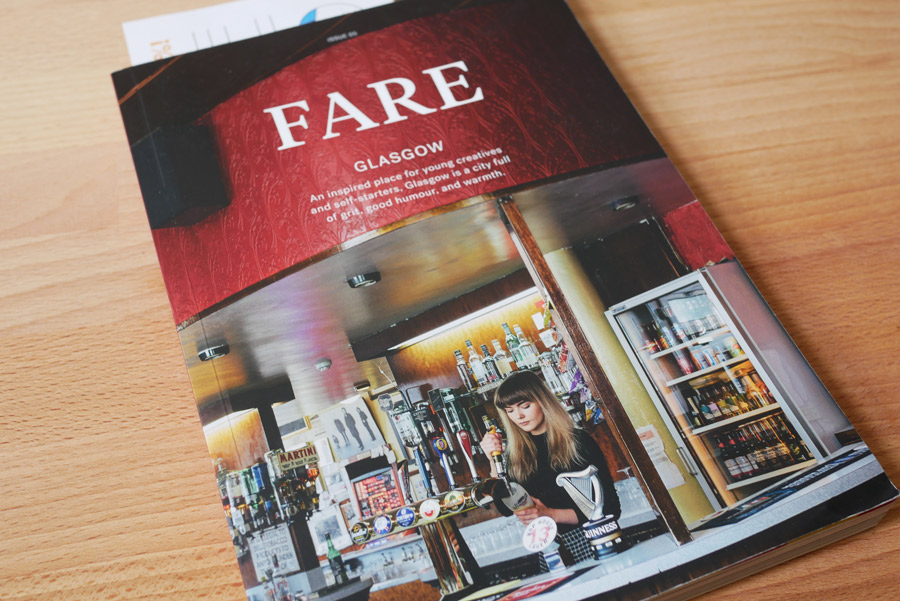 ISSUE 05
FARE
GLASGOW
An inspired place for young creatives
and self-starters, Glasgow is a city full
of grit, good humour, and warmth.
MARTINI
GUINNESS